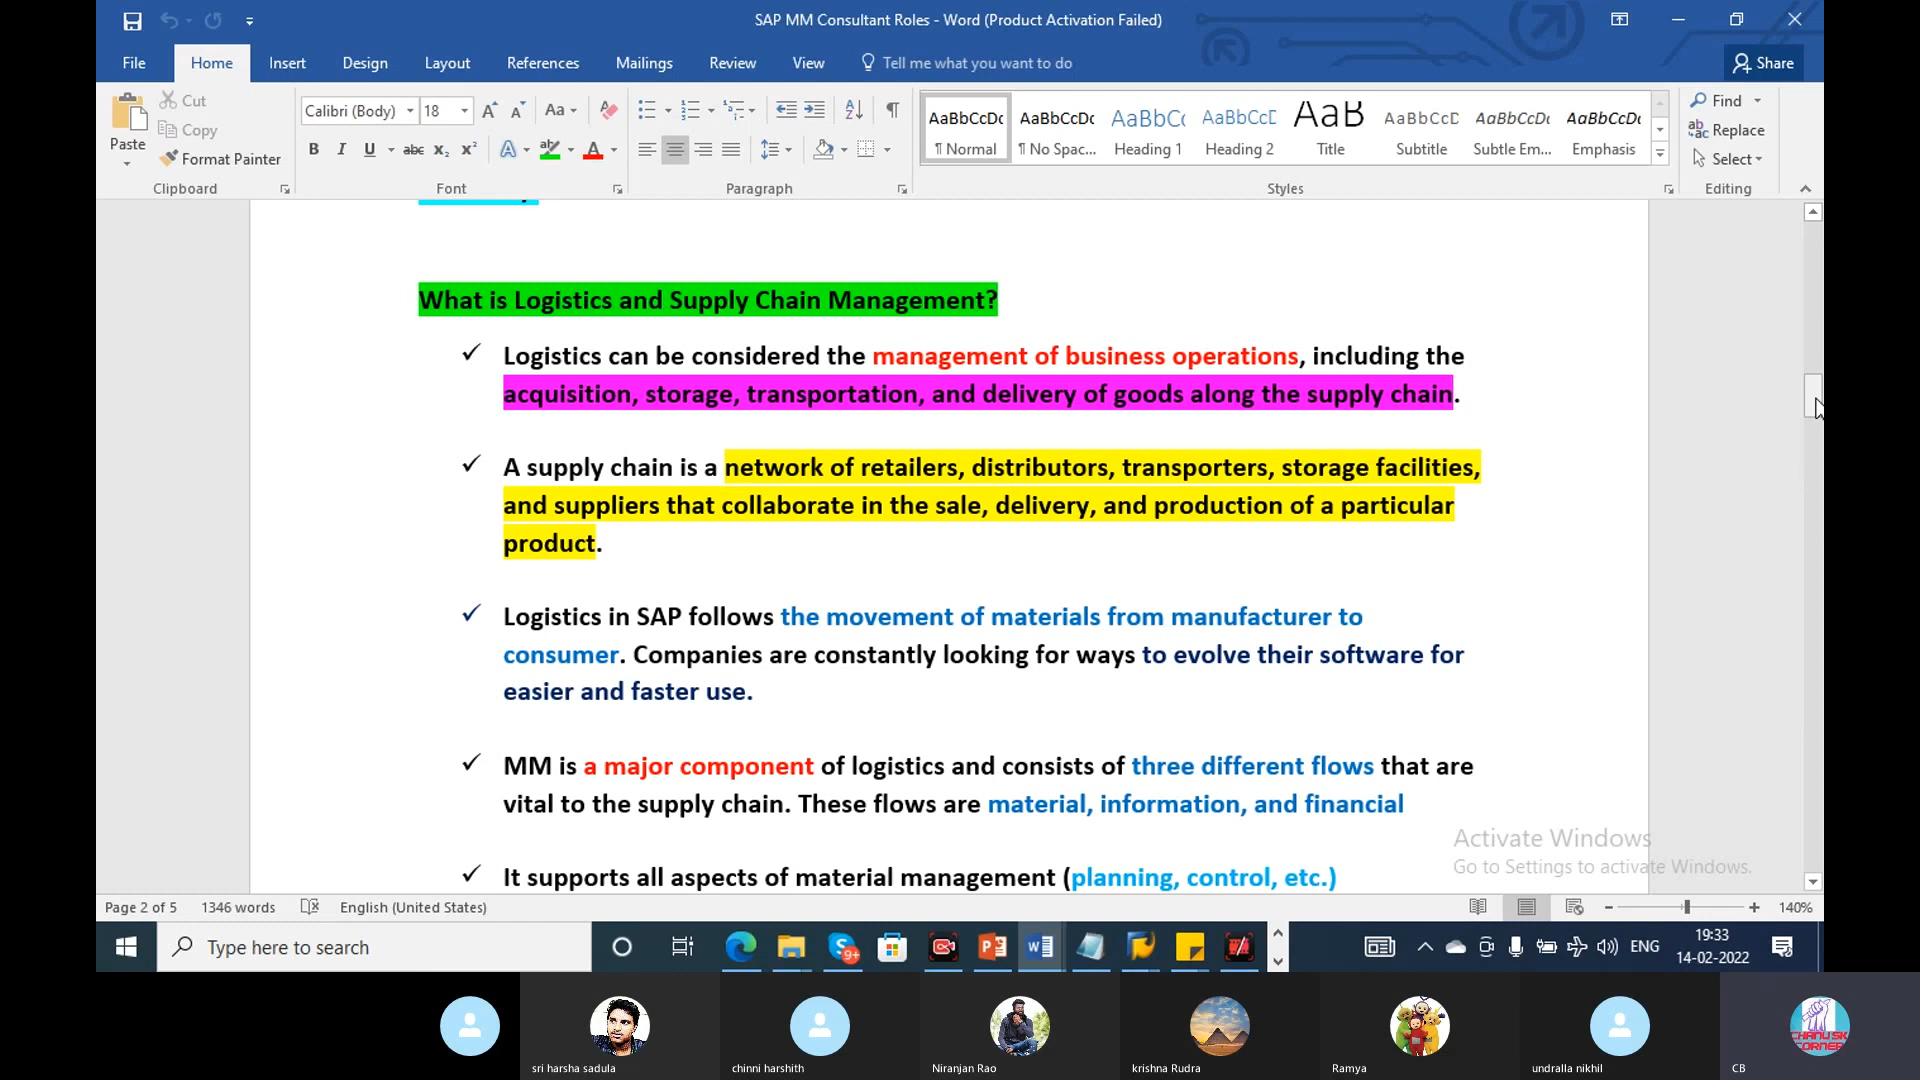 SAP MM Consultant Roles - Word (Product Activation Failed)
File Home Insert Design Layout References Mailings Review View Tell me what you want to do Share
Paste
Cut
Copy
Format Painter
Clipboard
Calibri (Body) 18
Font
Paragraph
AaBbCcDc AaBbCcDc AaBbCc AaBbCcE AaB AaBbCcD AaBbCcDc AaBbCcDc
¶ Normal ¶ No Spac... Heading 1 Heading 2 Title Subtitle Subtle Em... Emphasis
Styles
Find
Replace
Select
Editing
What is Logistics and Supply Chain Management?
✓ Logistics can be considered the management of business operations, including the
acquisition, storage, transportation, and delivery of goods along the supply chain.
✓ A supply chain is a network of retailers, distributors, transporters, storage facilities,
and suppliers that collaborate in the sale, delivery, and production of a particular
product.
✓ Logistics in SAP follows the movement of materials from manufacturer to
consumer. Companies are constantly looking for ways to evolve their software for
easier and faster use.
✓ MM is a major component of logistics and consists of three different flows that are
vital to the supply chain. These flows are material, information, and financial
✓ It supports all aspects of material management (planning, control, etc.)
Activate Windows
Go to Settings to activate Windows.
Page 2 of 5 1346 words English (United States) 140%
Type here to search
9+
ENG
19:33
14-02-2022
sri harsha sadula chinni harshith Niranjan Rao krishna Rudra Ramya undralla nikhil CB
CHANU SK
CORNER